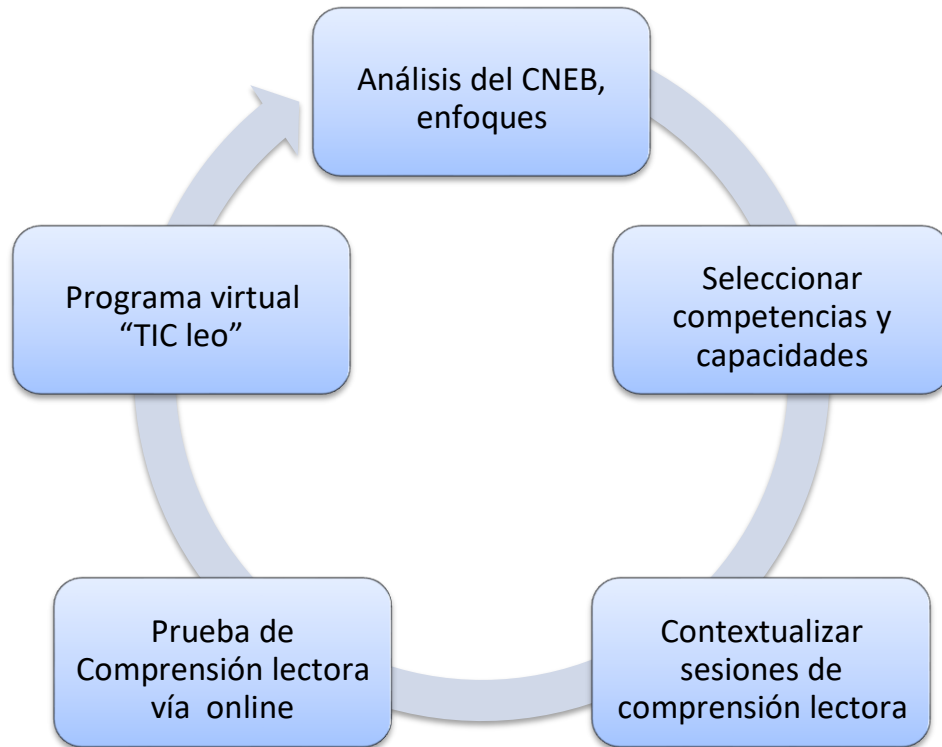 Análisis del CNEB,
enfoques
Seleccionar
competencias y
capacidades
Contextualizar
sesiones de
comprensión lectora
Prueba de
Comprensión lectora
vía online
Programa virtual
“TIC leo”